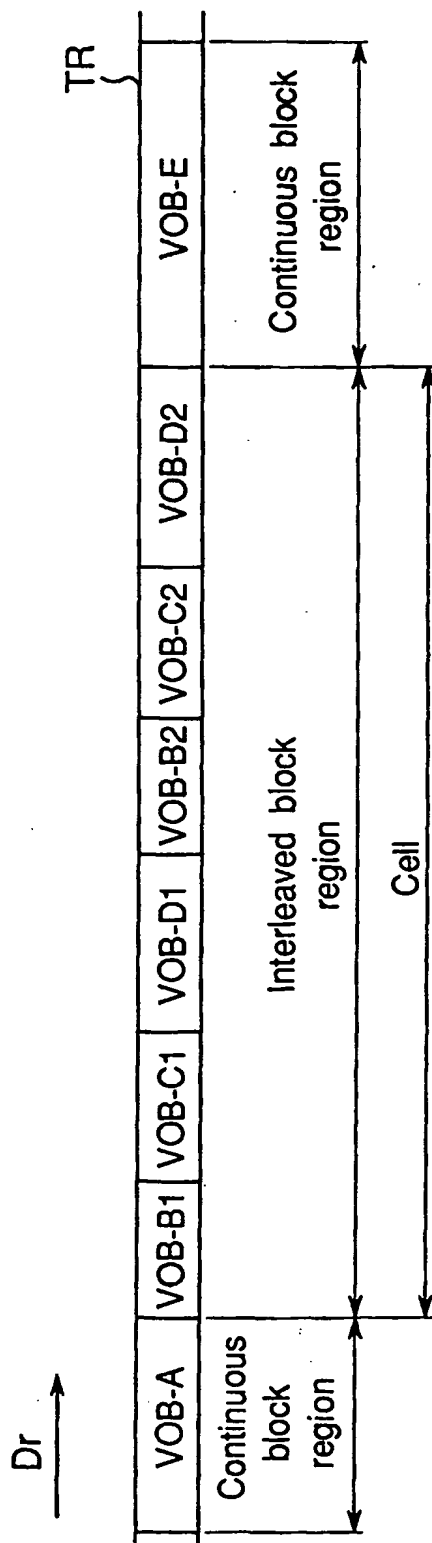 Dr
TR
VOB-A
VOB-B1
VOB-C1
VOB-D1
VOB-B2
VOB-C2
VOB-D2
VOB-E
Continuous
block
region
Interleaved block
region
Continuous block
region
Cell